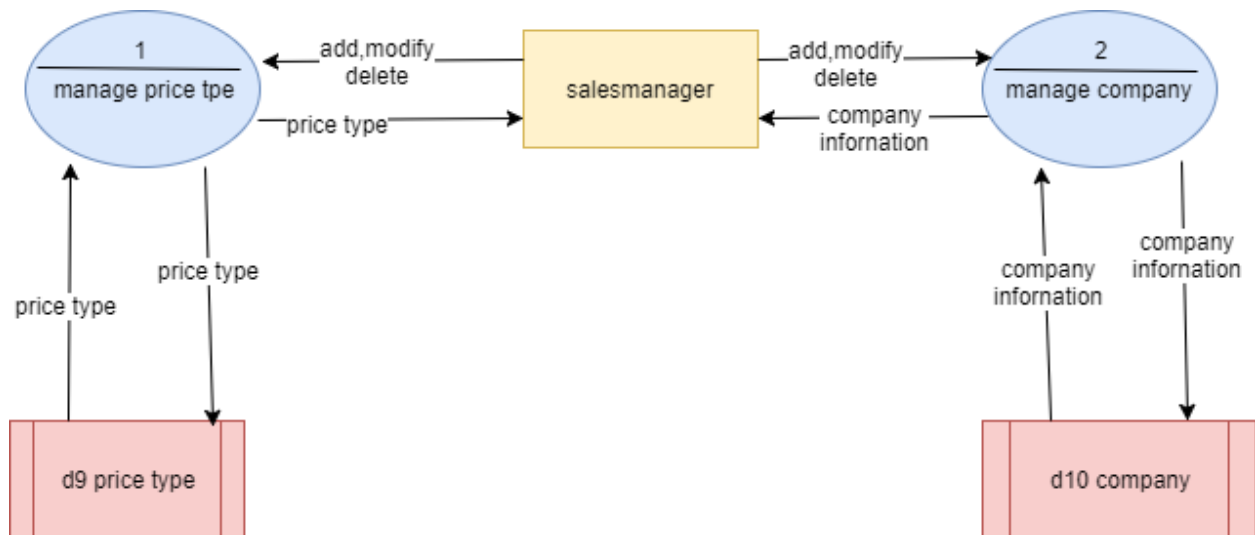 1
manage price tpe
add,modify
delete
price type
salesmanager
add,modify
delete
company
infornation
2
manage company
price type
price type
company
infornation
company
infornation
d9 price type
d10 company